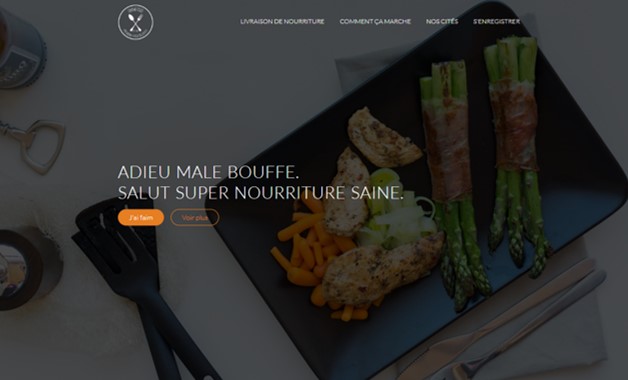 LIVRAISON DE NOURRITURE COMMENT ÇA MARCHE NOS CITÉS S'ENREGISTRER
ADIEU MALE BOUFFE.
SALUT SUPER NOURRITURE SAINE.
J'ai faim Voir plus